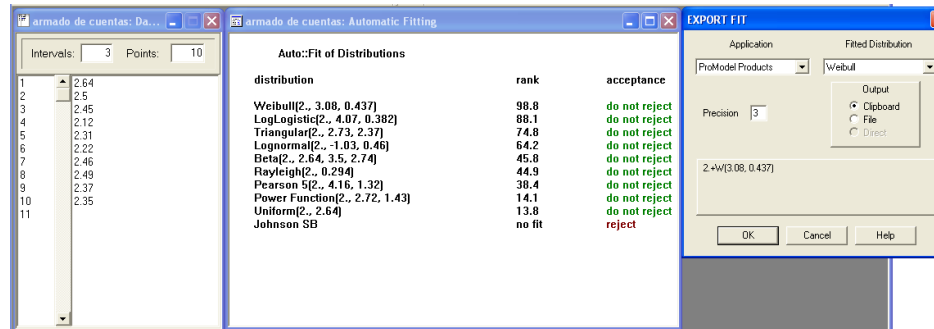 armado de cuentas: Da...
Intervals: 3 Points: 10
1 2.64
2 2.5
3 2.45
4 2.12
5 2.31
6 2.22
7 2.46
8 2.49
9 2.37
10 2.35
11
armado de cuentas: Automatic Fitting
Auto::Fit of Distributions
distribution rank acceptance
Weibull(2., 3.08, 0.437) 98.8 do not reject
LogLogistic(2., 4.07, 0.382) 88.1 do not reject
Triangular(2., 2.73, 2.37) 74.8 do not reject
Lognormal(2., -1.03, 0.46) 64.2 do not reject
Beta(2., 2.64, 3.5, 2.74) 45.8 do not reject
Rayleigh(2., 0.294) 44.9 do not reject
Pearson 5(2., 4.16, 1.32) 38.4 do not reject
Power Function(2., 2.72, 1.43) 14.1 do not reject
Uniform(2., 2.64) 13.8 do not reject
Johnson SB no fit reject
EXPORT FIT
Application Fitted Distribution
ProModel Products Weibull
Output
Precision 3
Clipboard
File
Direct
2.+W(3.08, 0.437)
OK Cancel Help